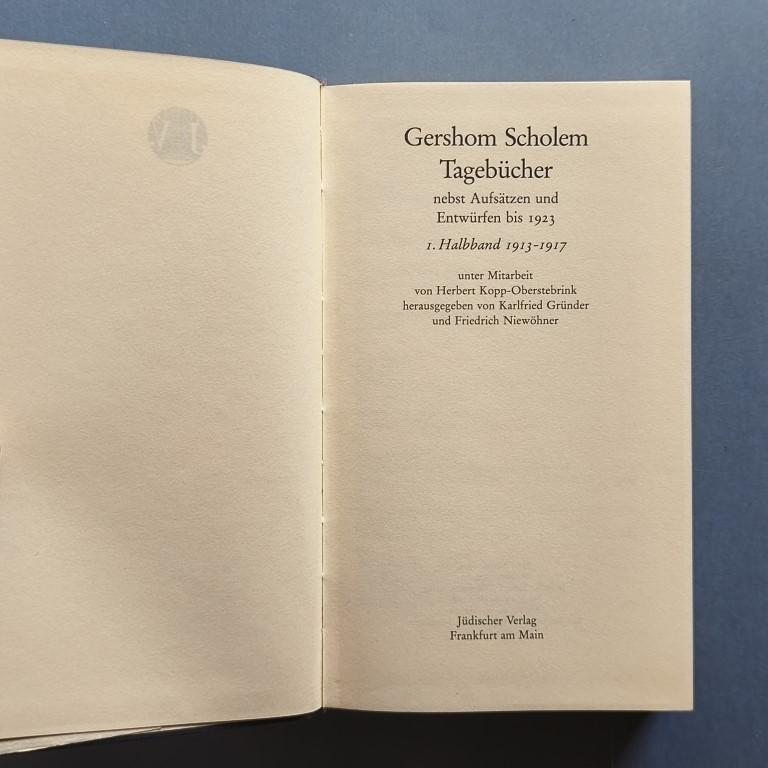 Gershom Scholem
Tagebücher
nebst Aufsätzen und
Entwürfen bis 1923
1. Halbband 1913-1917
unter Mitarbeit
von Herbert Kopp-Oberstebrink
herausgegeben von Karlfried Gründer
und Friedrich Niewöhner
Jüdischer Verlag
Frankfurt am Main